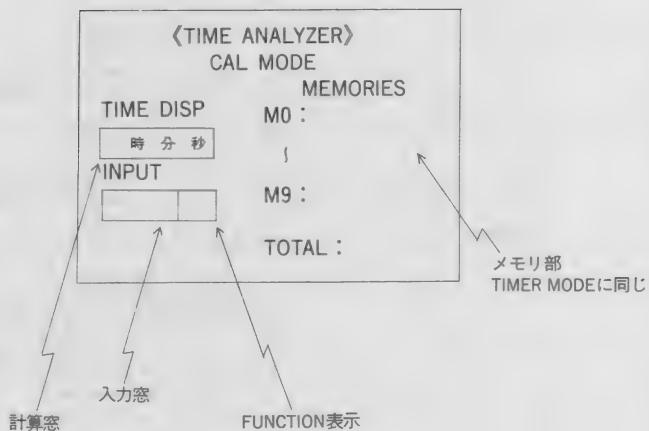 《TIME ANALYZER》
CAL MODE
MEMORIES
TIME DISP
M0：
時 分 秒
〜
INPUT
M9：
TOTAL：
メモリ部
TIMER MODEに同じ
入力窓
計算窓
FUNCTION表示